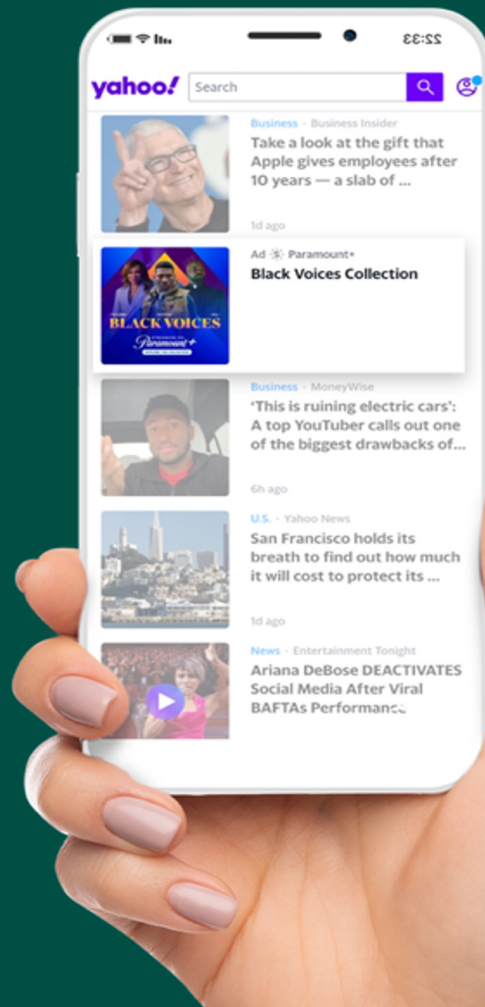 22:33
yahoo!
Search
Business · Business Insider
Take a look at the gift that
Apple gives employees after
10 years — a slab of ...
1d ago
BLACK VOICES
STREAMING ON
Paramount+
Ad Paramount+
Black Voices Collection
Business · MoneyWise
‘This is ruining electric cars’:
A top YouTuber calls out one
of the biggest drawbacks of...
6h ago
U.S. · Yahoo News
San Francisco holds its
breath to find out how much
it will cost to protect its ...
1d ago
News · Entertainment Tonight
Ariana DeBose DEACTIVATES
Social Media After Viral
BAFTAs Performance